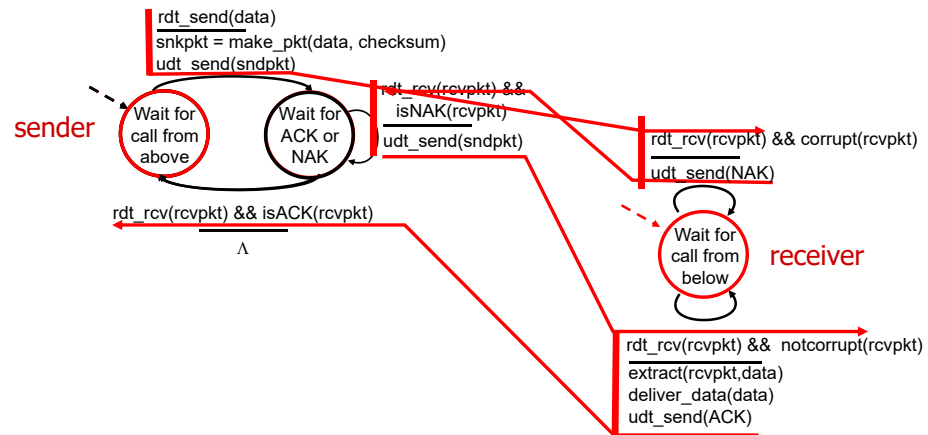 rdt_send(data)
snkpkt = make_pkt(data, checksum)
udt_send(sndpkt)
rdt_rcv(rcvpkt) &&
isNAK(rcvpkt)
udt_send(sndpkt)
sender
Wait for
call from
above
Wait for
ACK or
NAK
rdt_rcv(rcvpkt) && isACK(rcvpkt)
Λ
rdt_rcv(rcvpkt) && corrupt(rcvpkt)
udt_send(NAK)
Wait for
call from
below
receiver
rdt_rcv(rcvpkt) && notcorrupt(rcvpkt)
extract(rcvpkt,data)
deliver_data(data)
udt_send(ACK)